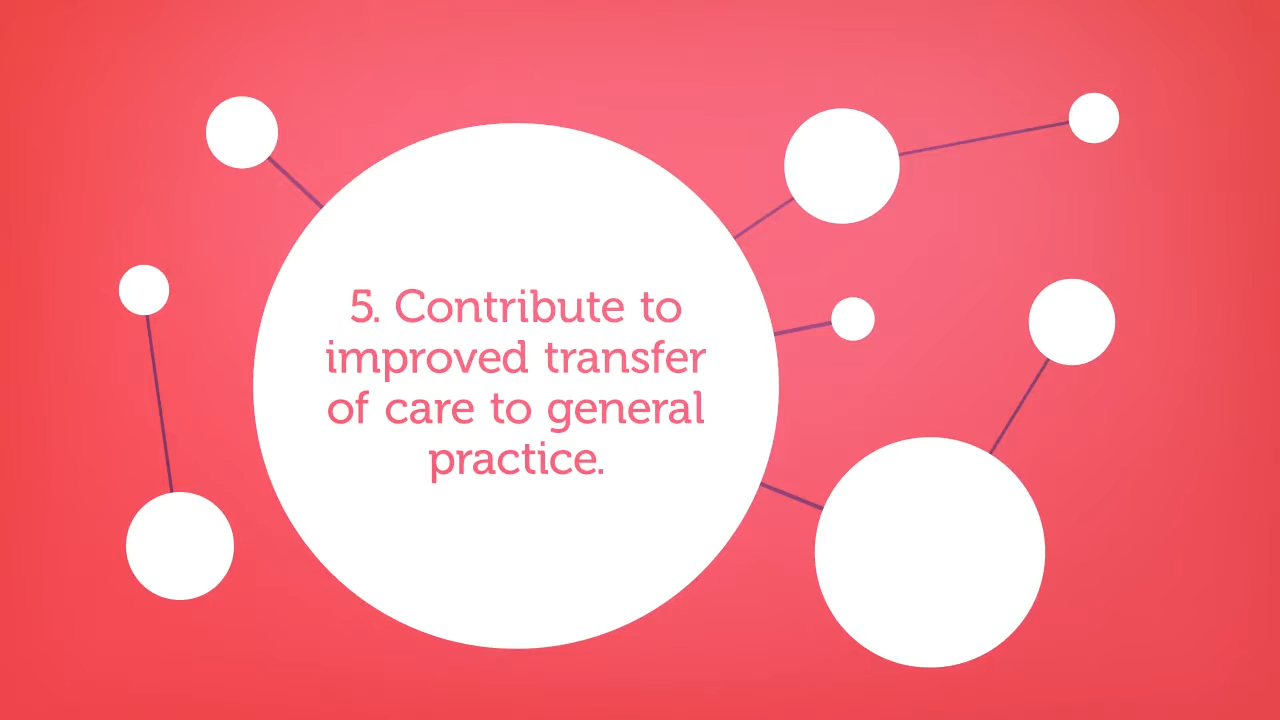 5. Contribute to
improved transfer
of care to general
practice.